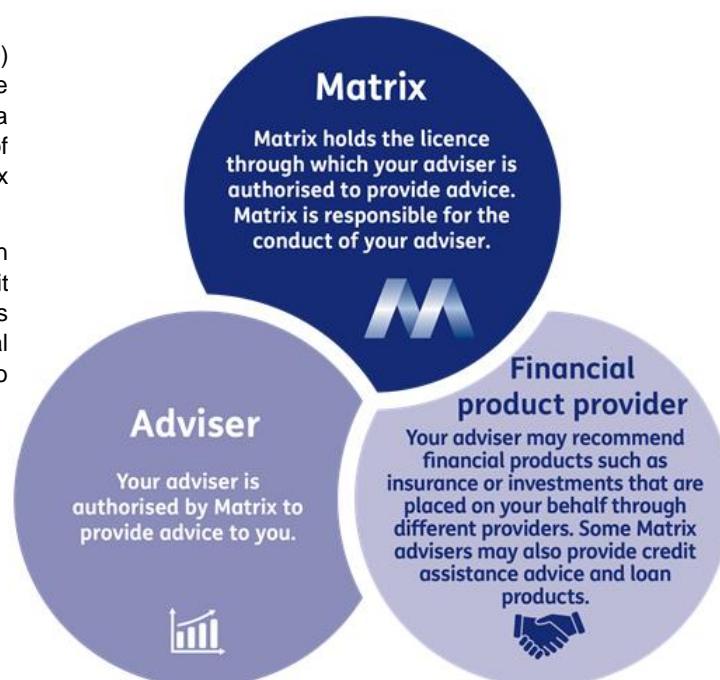 )
e
a
of
x
n
it
s
al
o
Matrix
Matrix holds the licence
through which your adviser is
authorised to provide advice.
Matrix is responsible for the
conduct of your adviser.
Adviser
Your adviser is
authorised by Matrix to
provide advice to you.
Financial
product provider
Your adviser may recommend
financial products such as
insurance or investments that are
placed on your behalf through
different providers. Some Matrix
advisers may also provide credit
assistance advice and loan
products.